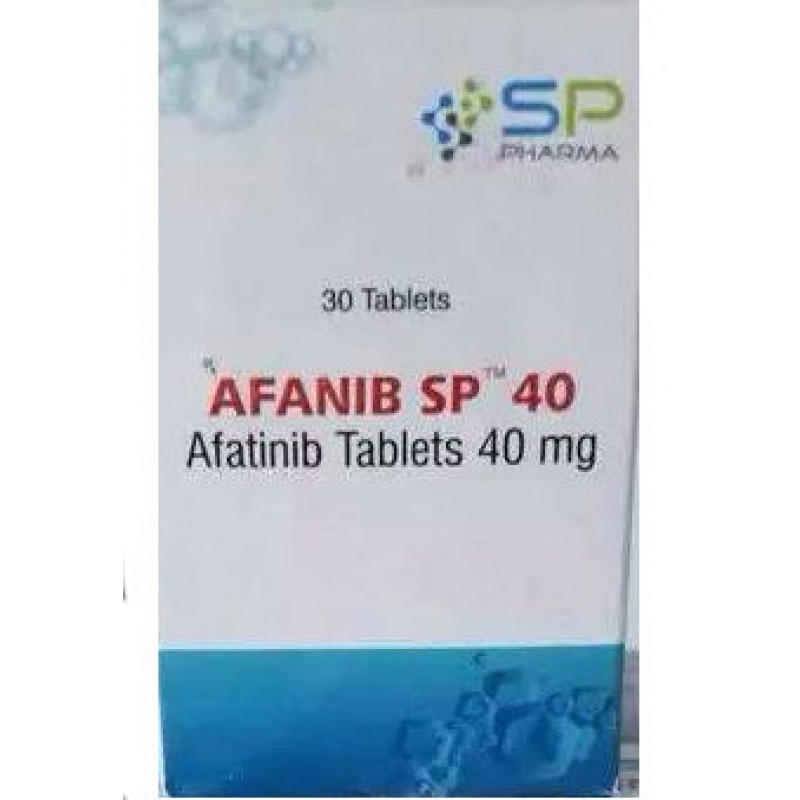 SP
PHARMA
30 Tablets
AFANIB SP™ 40
Afatinib Tablets 40 mg